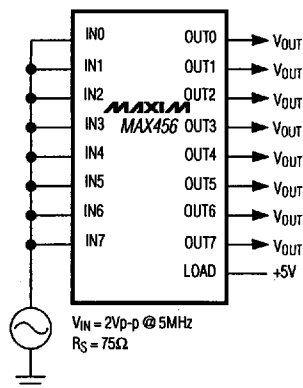 IN0 OUT0 VOUT
IN1 OUT1 VOUT
IN2 OUT2 VOUT
MAXIM
IN3 MAX456 OUT3 VOUT
IN4 OUT4 VOUT
IN5 OUT5 VOUT
IN6 OUT6 VOUT
IN7 OUT7 VOUT
LOAD +5V
VIN = 2Vp-p @ 5MHz
RS = 75Ω